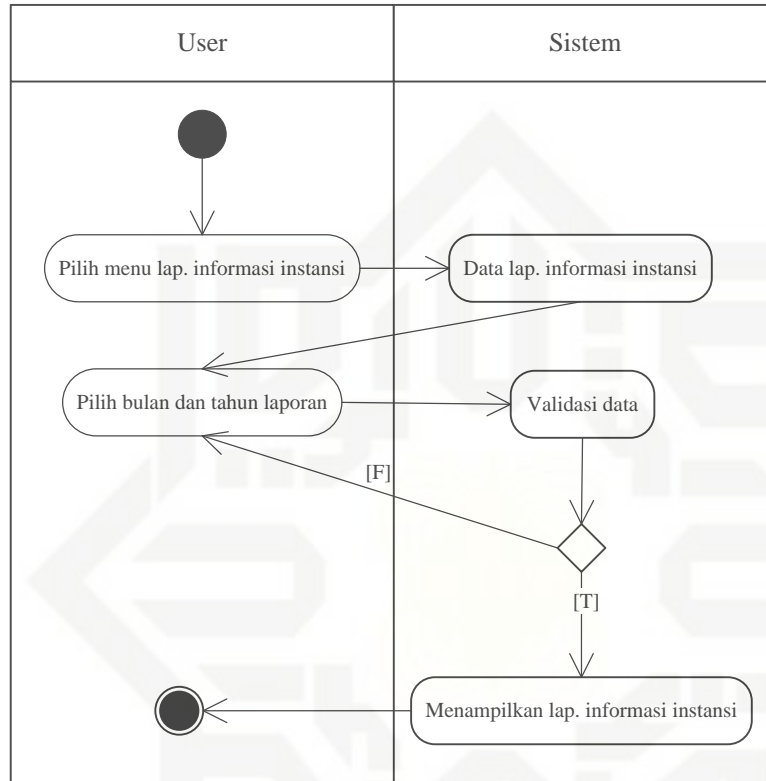 User
Sistem
Pilih menu lap. informasi instansi
Data lap. informasi instansi
Pilih bulan dan tahun laporan
Validasi data
[F]
[T]
Menampilkan lap. informasi instansi